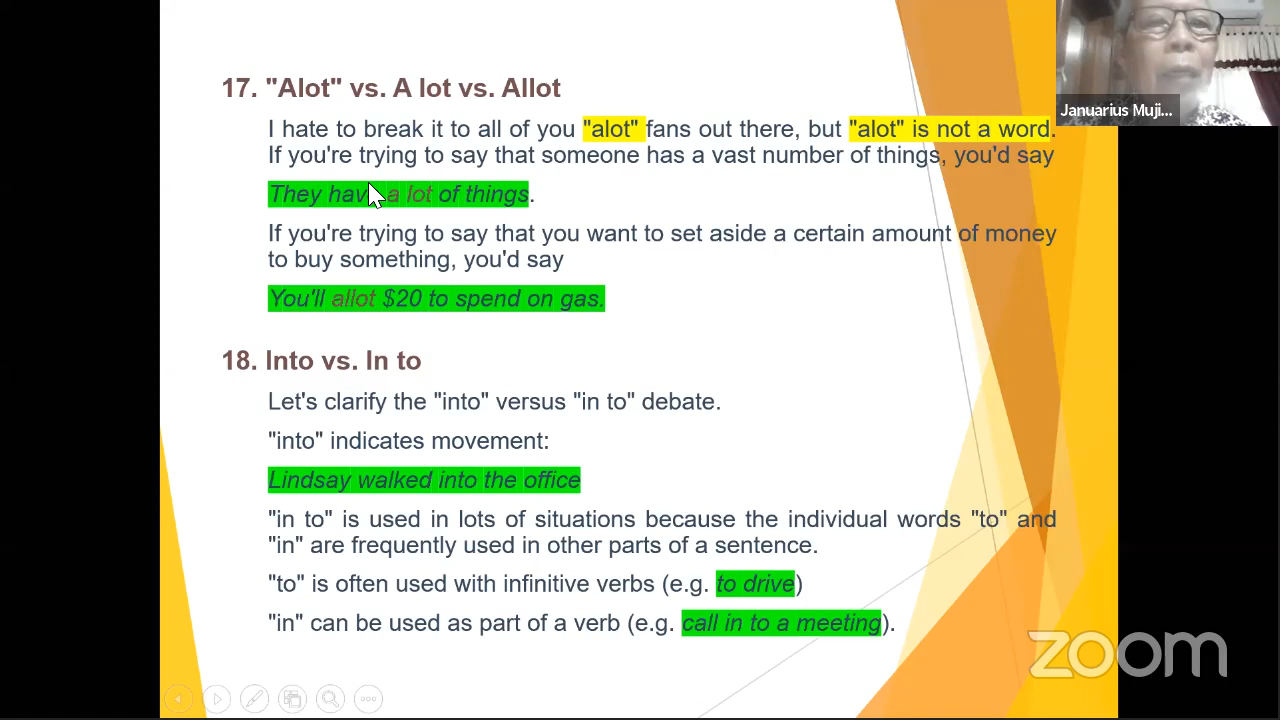 17. "Alot" vs. A lot vs. Allot
I hate to break it to all of you "alot" fans out there, but "alot" is not a word.
If you're trying to say that someone has a vast number of things, you'd say
They have a lot of things.
If you're trying to say that you want to set aside a certain amount of money
to buy something, you'd say
You'll allot $20 to spend on gas.
18. Into vs. In to
Let's clarify the "into" versus "in to" debate.
"into" indicates movement:
Lindsay walked into the office
"in to" is used in lots of situations because the individual words "to" and
"in" are frequently used in other parts of a sentence.
"to" is often used with infinitive verbs (e.g. to drive)
"in" can be used as part of a verb (e.g. call in to a meeting).
Januarius Muji...
zoom